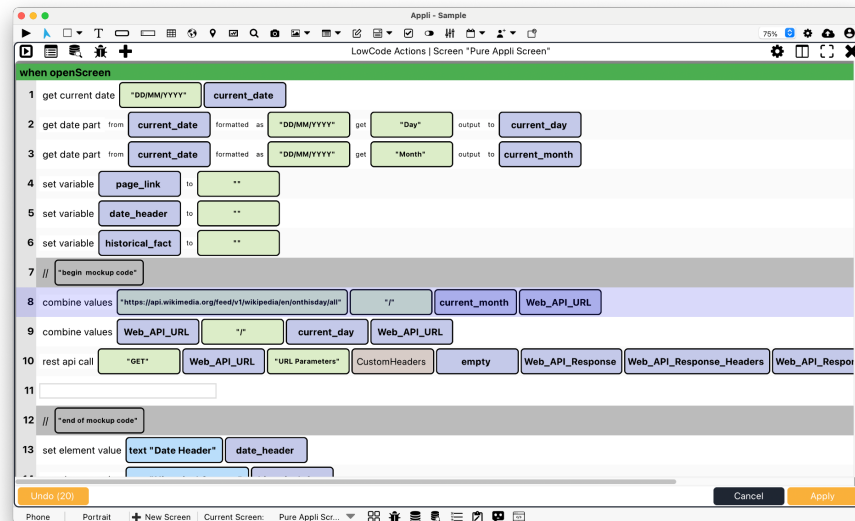 Appli - Sample
75%
LowCode Actions | Screen "Pure Appli Screen"
when openScreen
1 get current date "DD/MM/YYYY" current_date
2 get date part from current_date formatted as "DD/MM/YYYY" get "Day" output to current_day
3 get date part from current_date formatted as "DD/MM/YYYY" get "Month" output to current_month
4 set variable page_link to ""
5 set variable date_header to ""
6 set variable historical_fact to ""
7 // "begin mockup code"
8 combine values "https://api.wikimedia.org/feed/v1/wikipedia/en/onthisday/all" "/" current_month Web_API_URL
9 combine values Web_API_URL "/" current_day Web_API_URL
10 rest api call "GET" Web_API_URL "URL Parameters" CustomHeaders empty Web_API_Response Web_API_Response_Headers Web_API_Respon
11
12 // "end of mockup code"
13 set element value text "Date Header" date_header
Undo (20) Cancel Apply
Phone Portrait New Screen Current Screen: Pure Appli Scr...